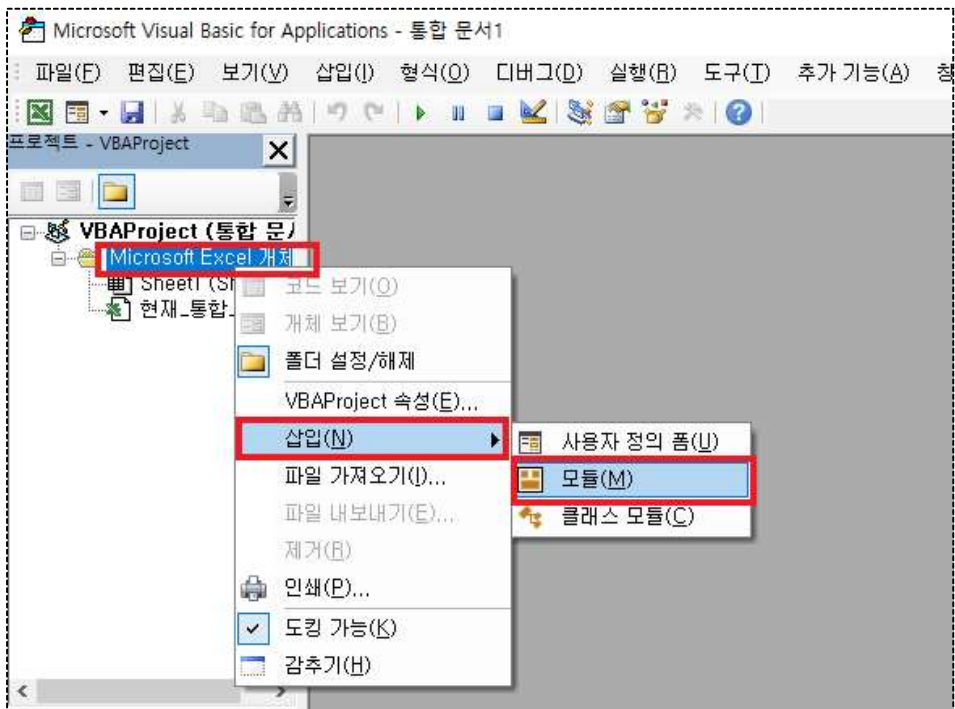 Microsoft Visual Basic for Applications - 통합 문서1
파일(F) 편집(E) 보기(V) 삽입(I) 형식(O) 디버그(D) 실행(R) 도구(T) 추가 기능(A) 창
프로젝트 - VBAProject
VBAProject (통합 문
Microsoft Excel 개체
Sheet1 (S
현재_통합_
코드 보기(O)
개체 보기(B)
폴더 설정/해제
VBAProject 속성(E)...
삽입(N)
사용자 정의 폼(U)
모듈(M)
클래스 모듈(C)
파일 가져오기(I)...
파일 내보내기(E)...
제거(R)
인쇄(P)...
도킹 가능(K)
감추기(H)